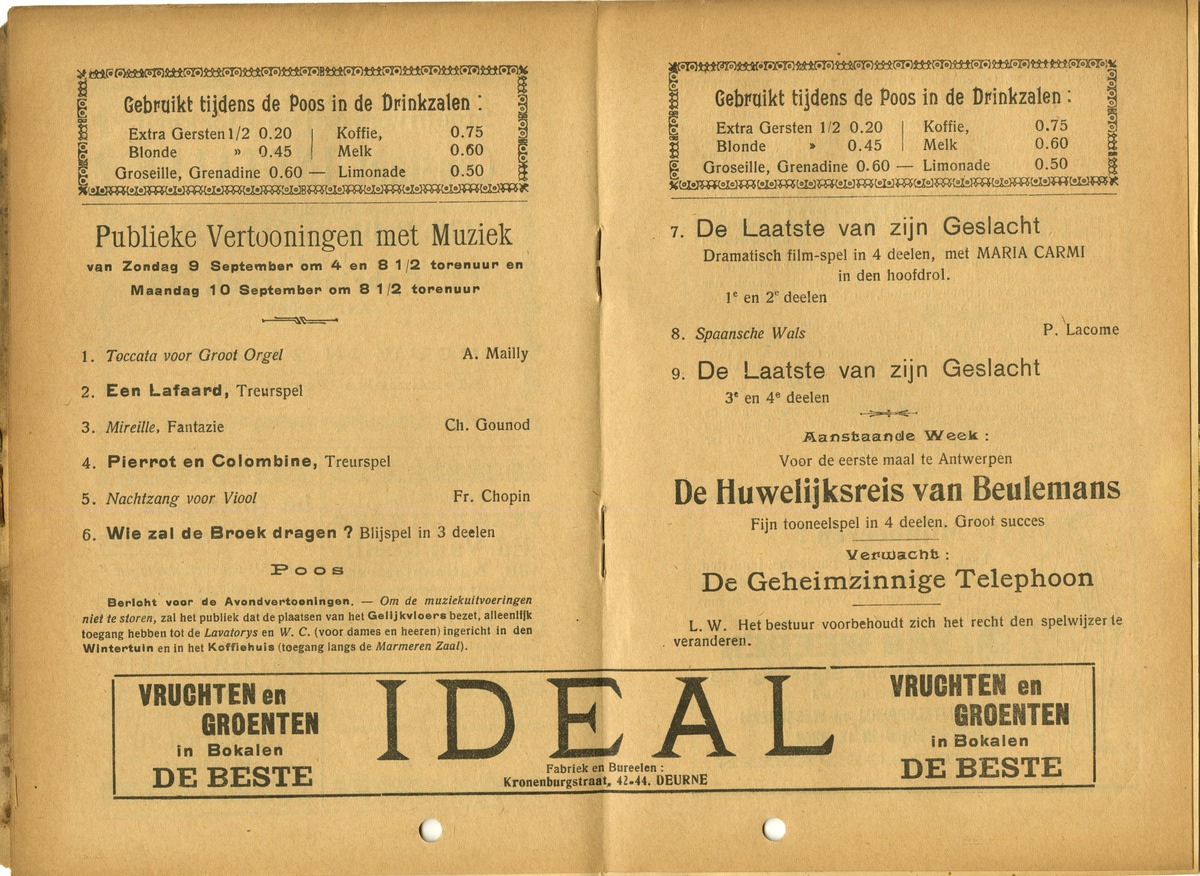 Gebruikt tijdens de Poos in de Drinkzalen :
Extra Gersten 1/2 0.20 | Koffie, 0.75
Blonde » 0.45 | Melk 0.60
Groseille, Grenadine 0.60 — Limonade 0.50
Publieke Vertooningen met Muziek
van Zondag 9 September om 4 en 8 1/2 torenuur en
Maandag 10 September om 8 1/2 torenuur
1. Toccata voor Groot Orgel A. Mailly
2. Een Lafaard, Treurspel
3. Mireille, Fantazie Ch. Gounod
4. Pierrot en Colombine, Treurspel
5. Nachtzang voor Viool Fr. Chopin
6. Wie zal de Broek dragen ? Blijspel in 3 deelen
Poos
Bericht voor de Avondvertooningen. — Om de muziekuitvoeringen
niet te storen, zal het publiek dat de plaatsen van het Gelijkvloers bezet, alleenlijk
toegang hebben tot de Lavatorys en W. C. (voor dames en heeren) ingericht in den
Wintertuin en in het Koffiehuis (toegang langs de Marmeren Zaal).
Gebruikt tijdens de Poos in de Drinkzalen :
Extra Gersten 1/2 0.20 | Koffie, 0.75
Blonde » 0.45 | Melk 0.60
Groseille, Grenadine 0.60 — Limonade 0.50
7. De Laatste van zijn Geslacht
Dramatisch film-spel in 4 deelen, met MARIA CARMI
in den hoofdrol.
1e en 2e deelen
8. Spaansche Wals P. Lacome
9. De Laatste van zijn Geslacht
3e en 4e deelen
Aanstaande Week :
Voor de eerste maal te Antwerpen
De Huwelijksreis van Beulemans
Fijn tooneelspel in 4 deelen. Groot succes
Verwacht :
De Geheimzinnige Telephoon
L. W. Het bestuur voorbehoudt zich het recht den spelwijzer te
veranderen.
VRUCHTEN en
GROENTEN
in Bokalen
DE BESTE
IDEAL
Fabriek en Bureelen :
Kronenburgstraat, 42-44. DEURNE
VRUCHTEN en
GROENTEN
in Bokalen
DE BESTE